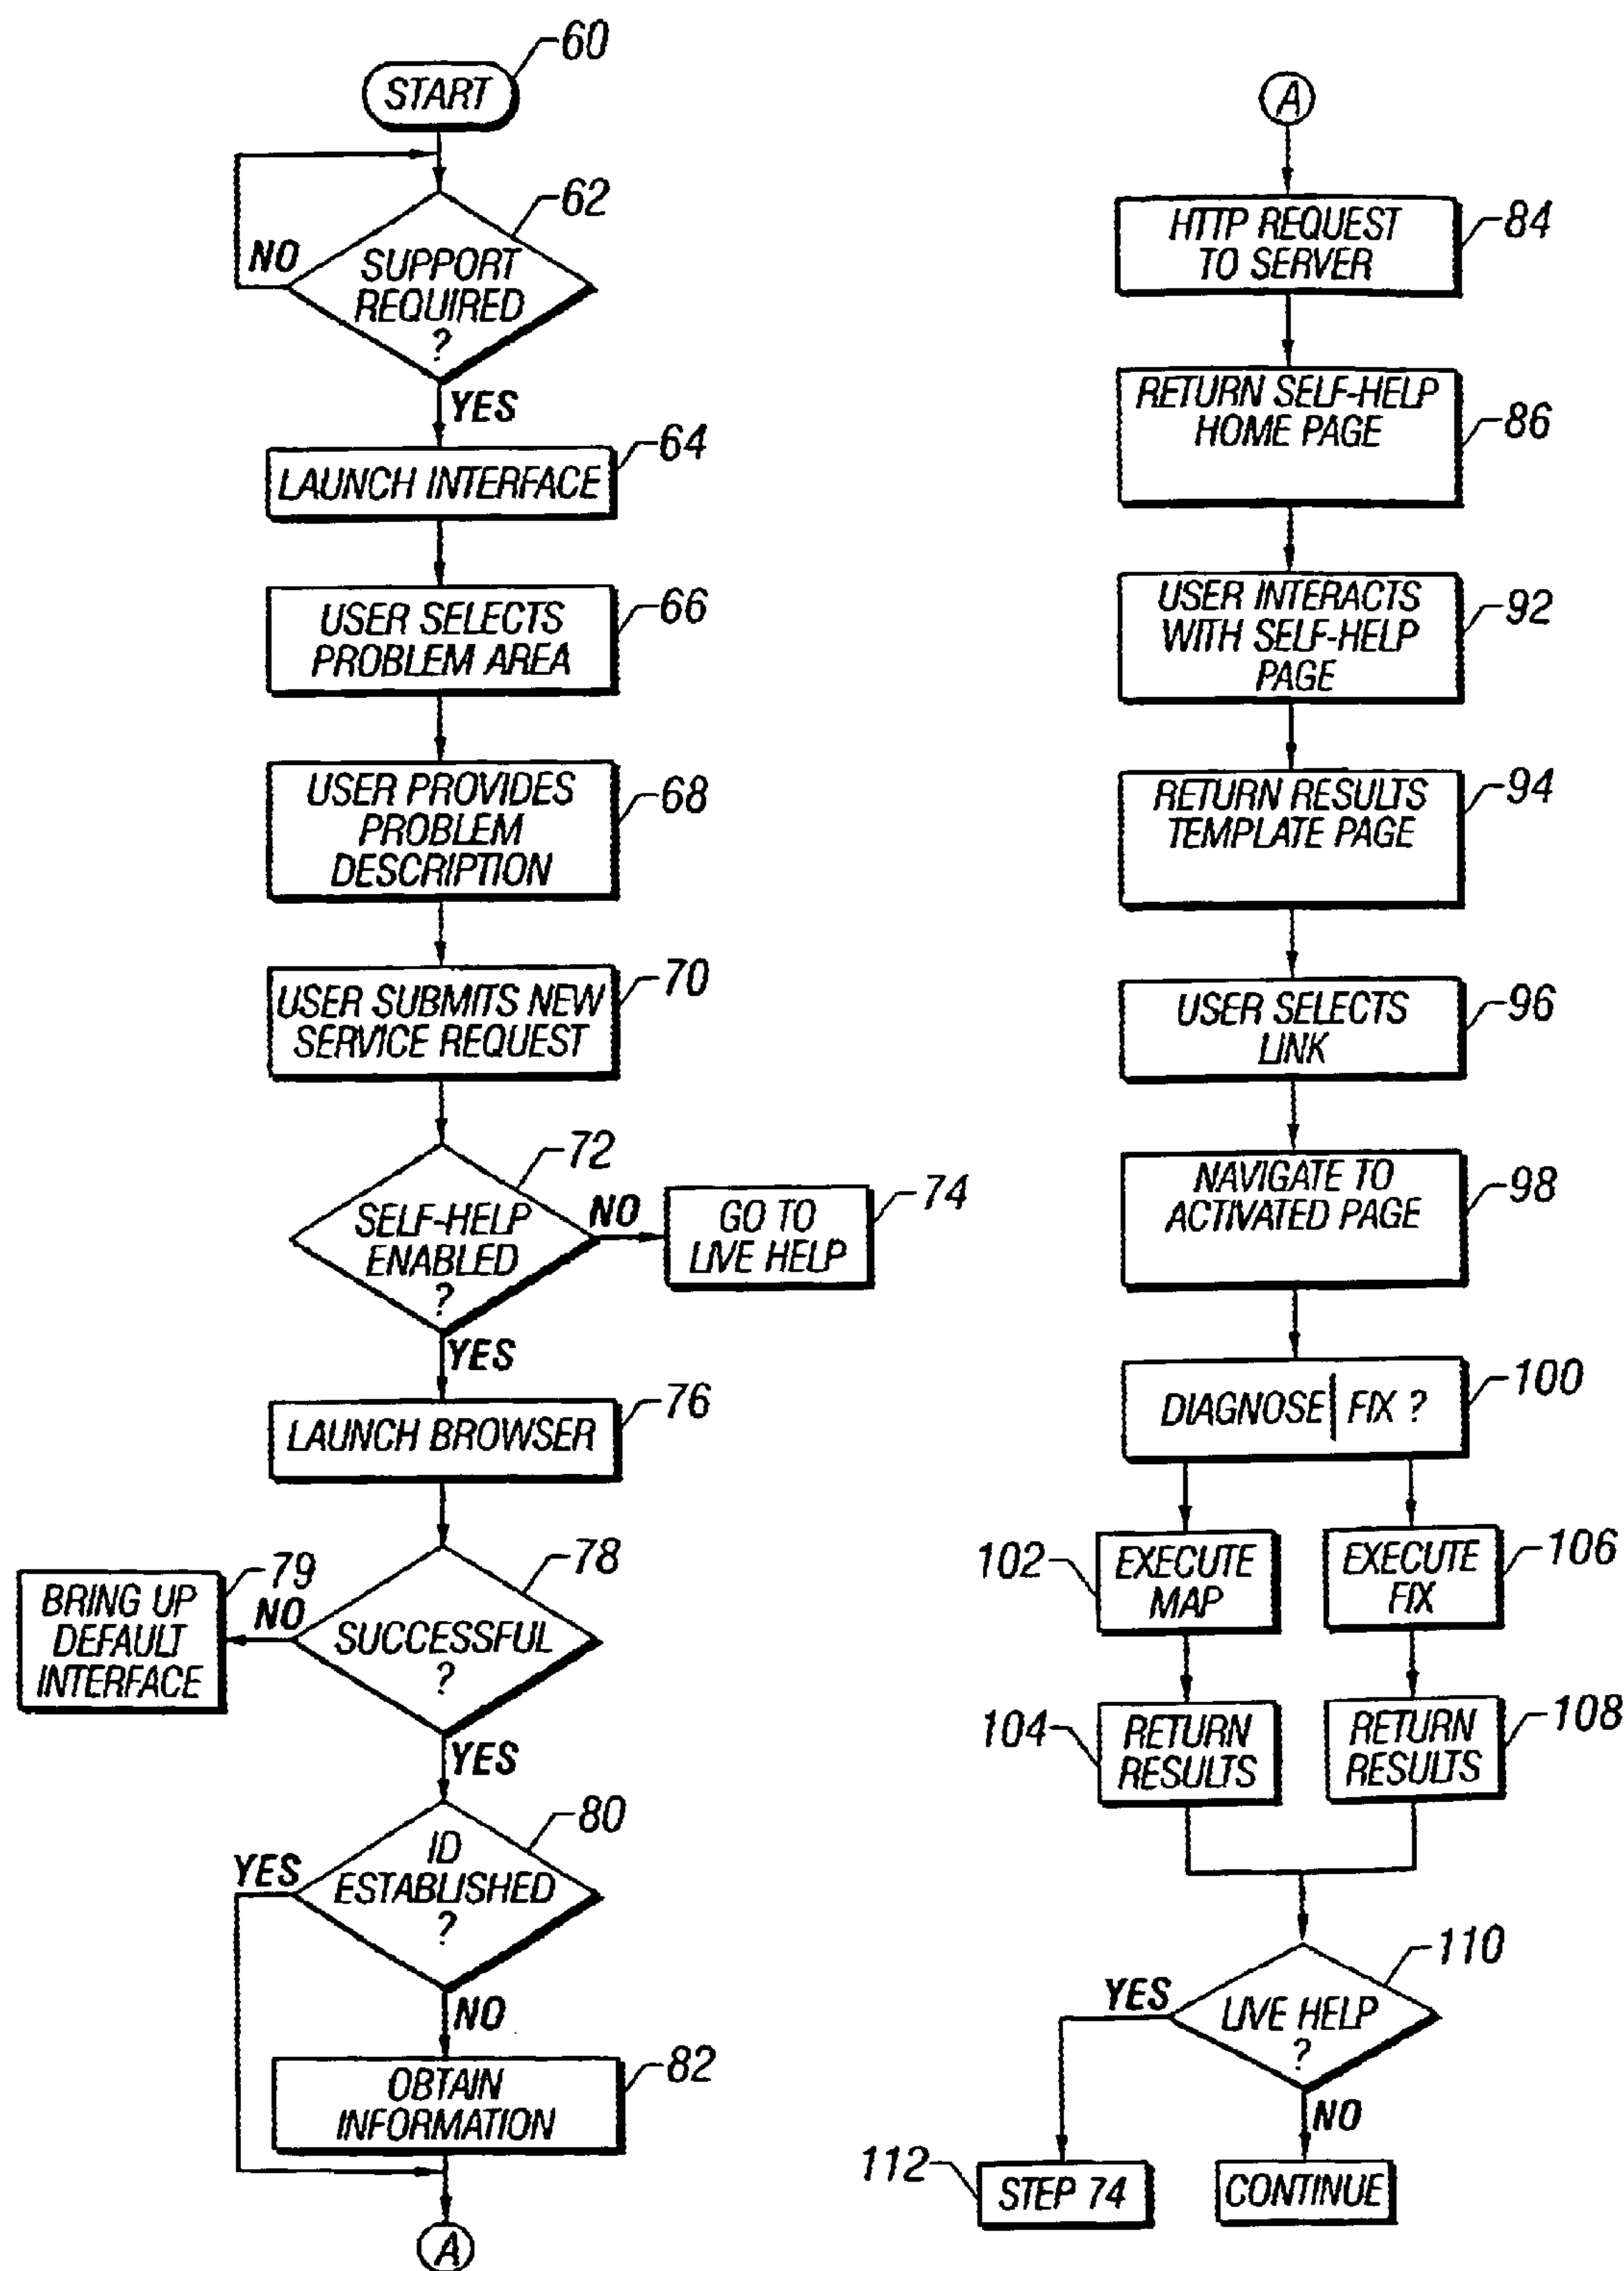 60
START
62
NO
SUPPORT
REQUIRED
?
YES
64
LAUNCH INTERFACE
66
USER SELECTS
PROBLEM AREA
68
USER PROVIDES
PROBLEM
DESCRIPTION
70
USER SUBMITS NEW
SERVICE REQUEST
72
SELF-HELP
ENABLED
?
NO
74
GO TO
LIVE HELP
YES
76
LAUNCH BROWSER
78
SUCCESSFUL
?
NO
79
BRING UP
DEFAULT
INTERFACE
YES
80
ID
ESTABLISHED
?
YES
NO
82
OBTAIN
INFORMATION
A
A
HTTP REQUEST
TO SERVER
84
RETURN SELF-HELP
HOME PAGE
86
USER INTERACTS
WITH SELF-HELP
PAGE
92
RETURN RESULTS
TEMPLATE PAGE
94
USER SELECTS
LINK
96
NAVIGATE TO
ACTIVATED PAGE
98
DIAGNOSE | FIX ?
100
102
EXECUTE
MAP
EXECUTE
FIX
106
104
RETURN
RESULTS
RETURN
RESULTS
108
110
YES
LIVE HELP
?
NO
112
STEP 74
CONTINUE